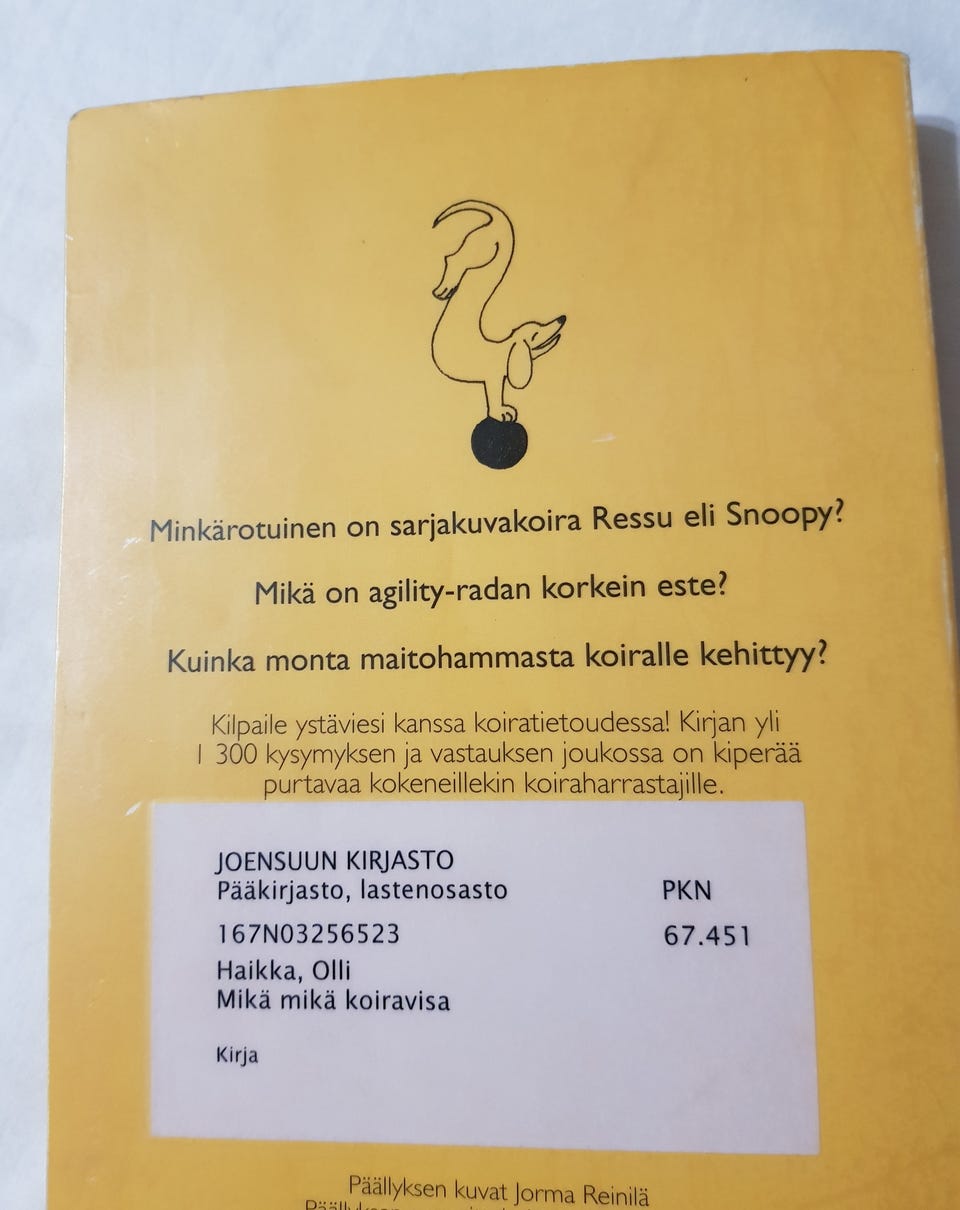 Minkärotuinen on sarjakuvakoira Ressu eli Snoopy?
Mikä on agility-radan korkein este?
Kuinka monta maitohammasta koiralle kehittyy?
Kilpaile ystäviesi kanssa koiratietoudessa! Kirjan yli
1 300 kysymyksen ja vastauksen joukossa on kiperää
purtavaa kokeneillekin koiraharrastajille.
JOENSUUN KIRJASTO
Pääkirjasto, lastenosasto PKN
167N03256523 67.451
Haikka, Olli
Mikä mikä koiravisa
Kirja
Päällyksen kuvat Jorma Reinilä